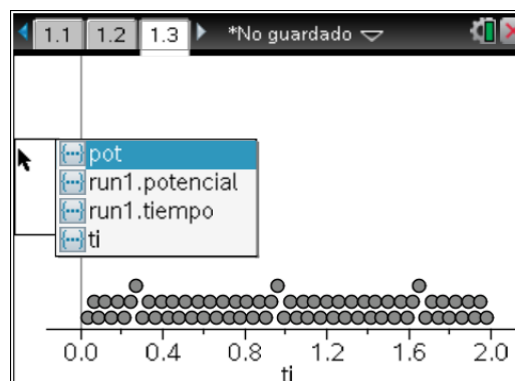 1.1 1.2 1.3 *No guardado
pot
run1.potencial
run1.tiempo
ti
0.0 0.4 0.8 1.2 1.6 2.0
ti